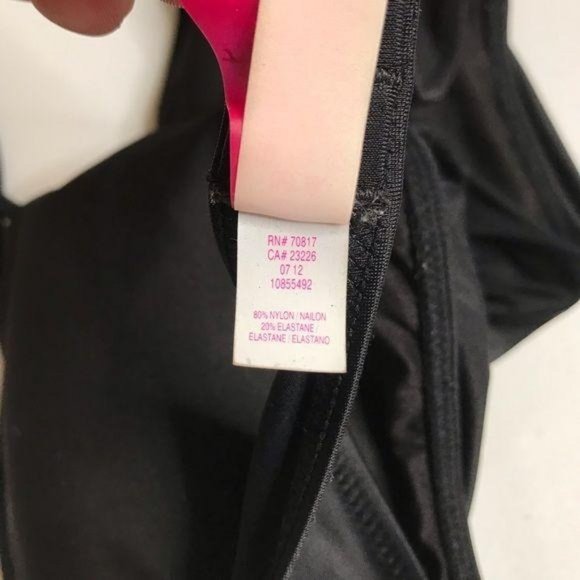 RN# 70817
CA# 23226
07 12
10855492
80% NYLON / NAILON
20% ELASTANE /
ELASTANE / ELASTANO